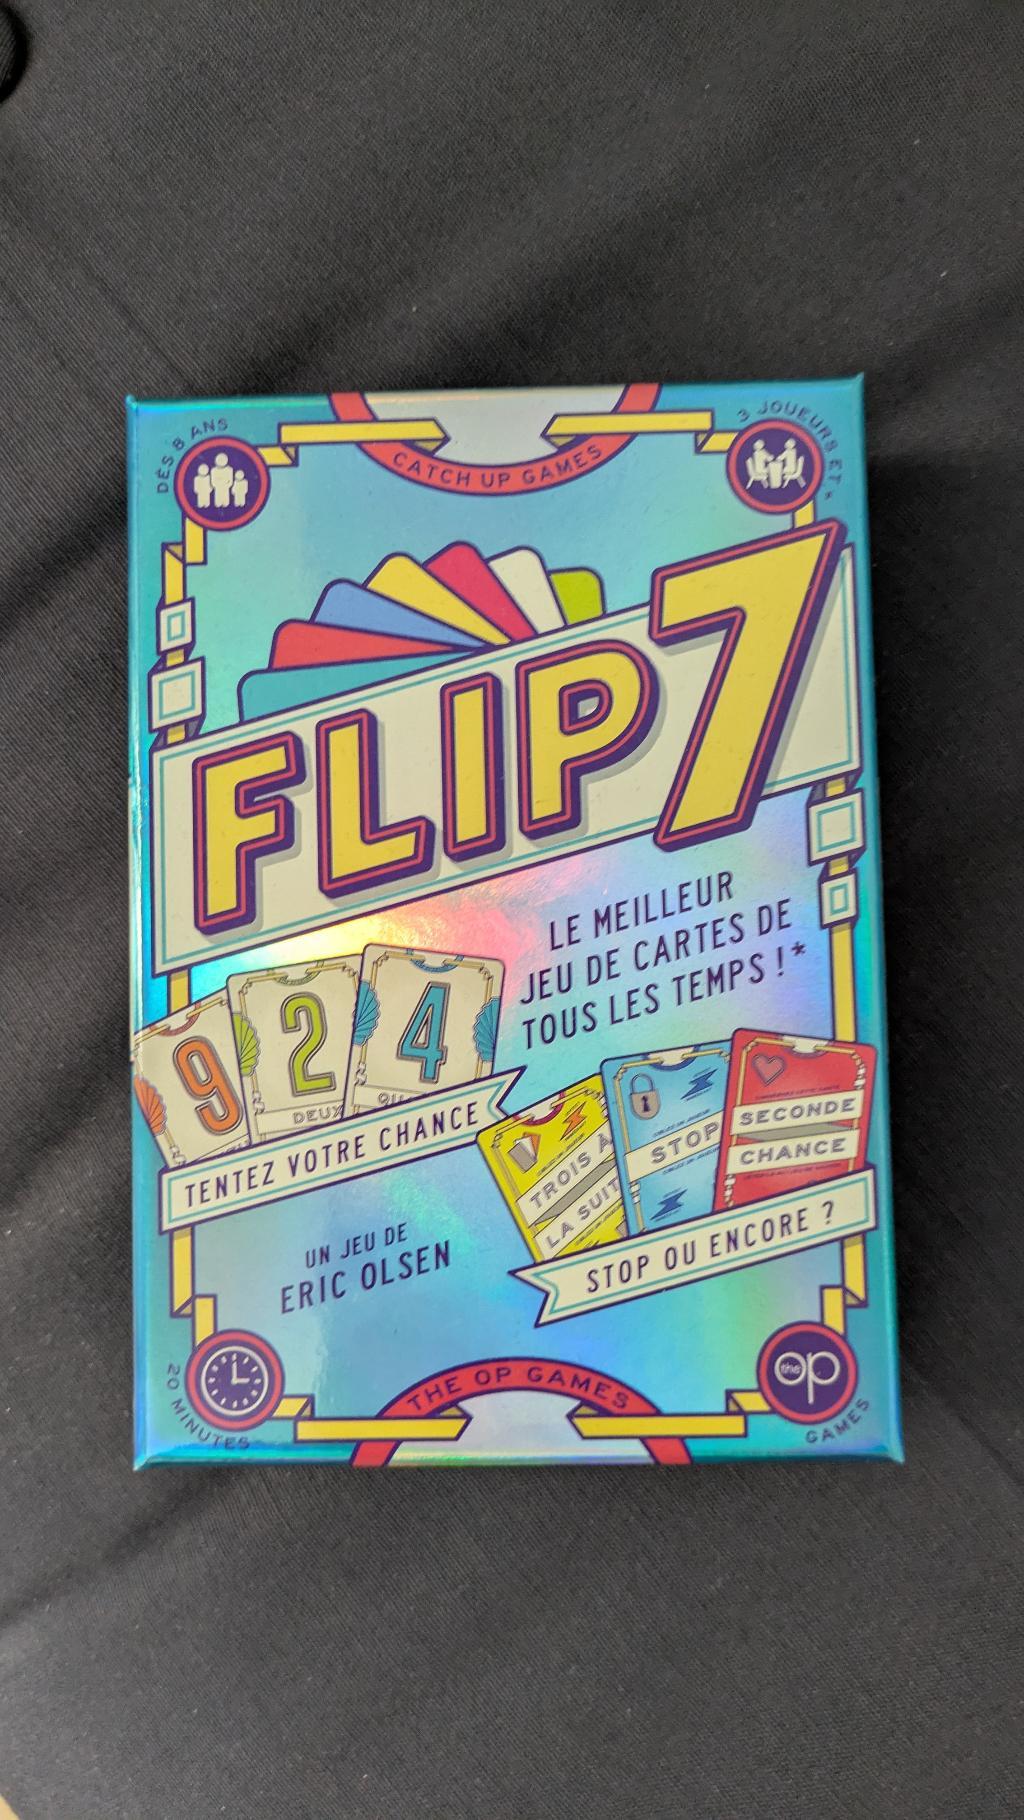 DÈS 8 ANS
CATCH UP GAMES
3 JOUEURS ET +
FLIP 7
LE MEILLEUR
JEU DE CARTES DE
TOUS LES TEMPS !*
9
2
DEUX
4
TENTEZ VOTRE CHANCE
TROIS À
LA SUIT
STOP
SECONDE
CHANCE
STOP OU ENCORE ?
UN JEU DE
ERIC OLSEN
20 MINUTES
THE OP GAMES
the op
GAMES